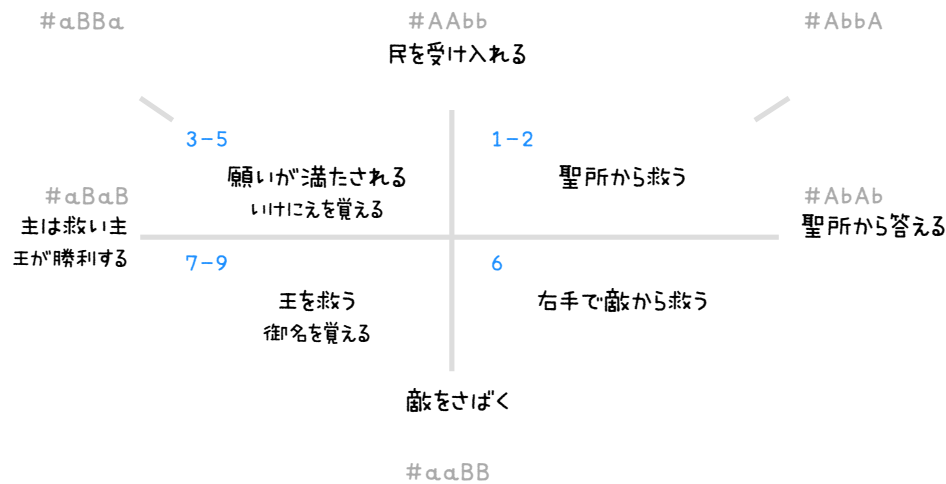 #aBBa
#AAbb
#AbbA
民を受け入れる
3-5
1-2
願いが満たされる
いけにえを覚える
聖所から救う
#aBaB
主は救い主
王が勝利する
#AbAb
聖所から答える
7-9
6
王を救う
御名を覚える
右手で敵から救う
敵をさばく
#aaBB